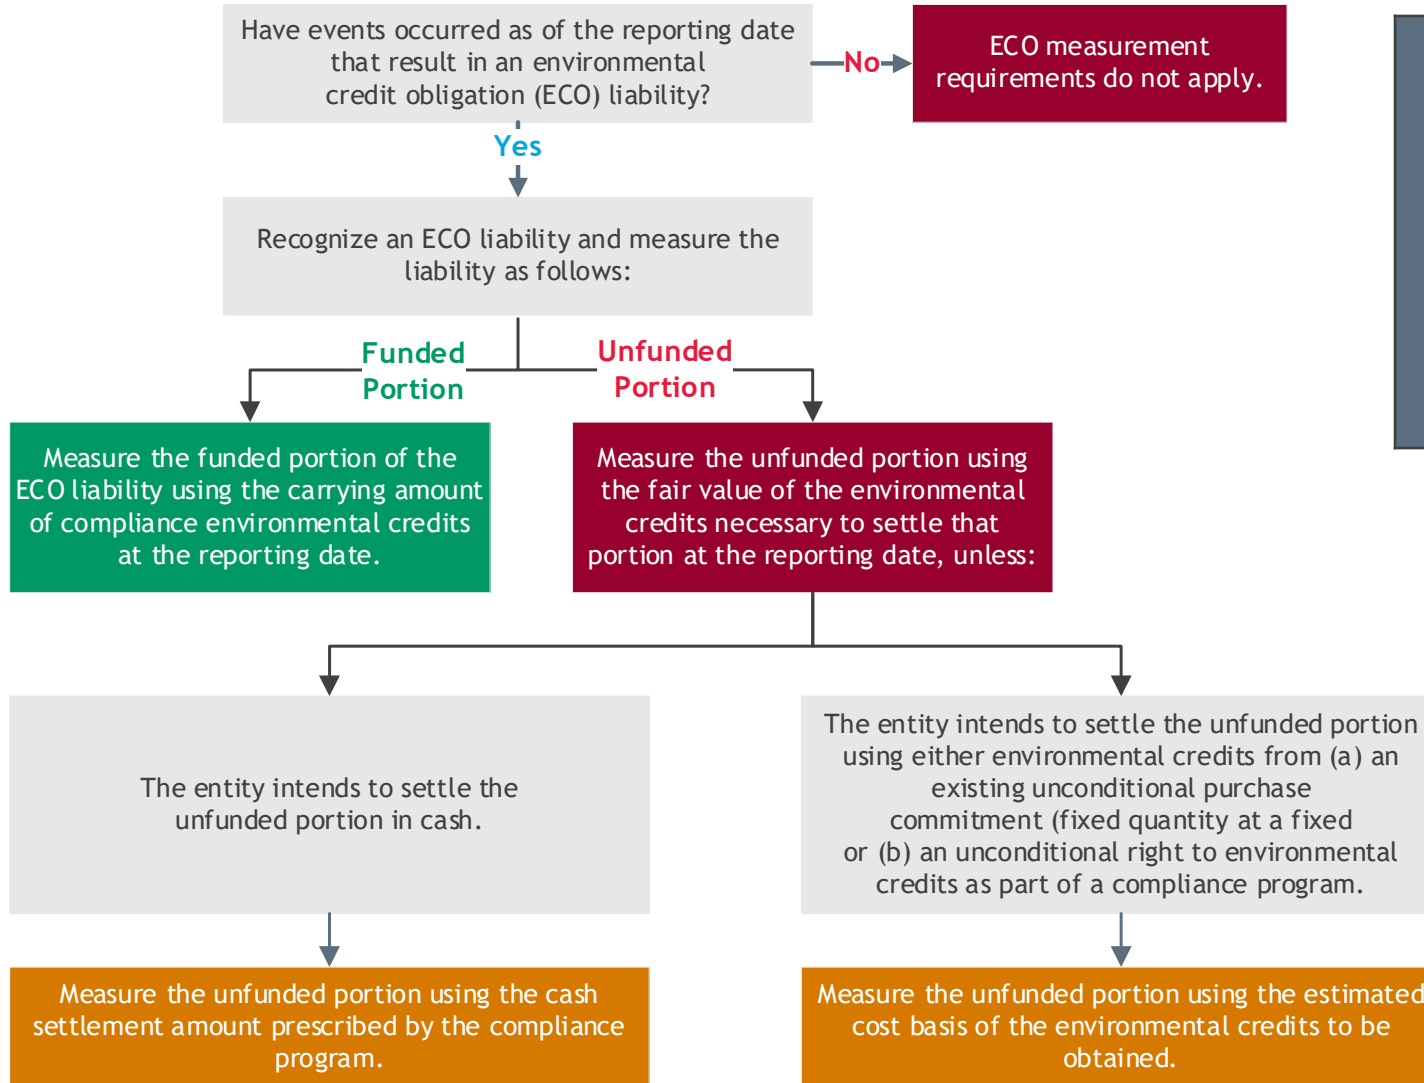 Have events occurred as of the reporting date
that result in an environmental
credit obligation (ECO) liability?
No
ECO measurement
requirements do not apply.
Yes
Recognize an ECO liability and measure the
liability as follows:
Funded
Portion
Unfunded
Portion
Measure the funded portion of the
ECO liability using the carrying amount
of compliance environmental credits
at the reporting date.
Measure the unfunded portion using
the fair value of the environmental
credits necessary to settle that
portion at the reporting date, unless:
The entity intends to settle the
unfunded portion in cash.
The entity intends to settle the unfunded portion
using either environmental credits from (a) an
existing unconditional purchase
commitment (fixed quantity at a fixed
or (b) an unconditional right to environmental
credits as part of a compliance program.
Measure the unfunded portion using the cash
settlement amount prescribed by the compliance
program.
Measure the unfunded portion using the estimated
cost basis of the environmental credits to be
obtained.